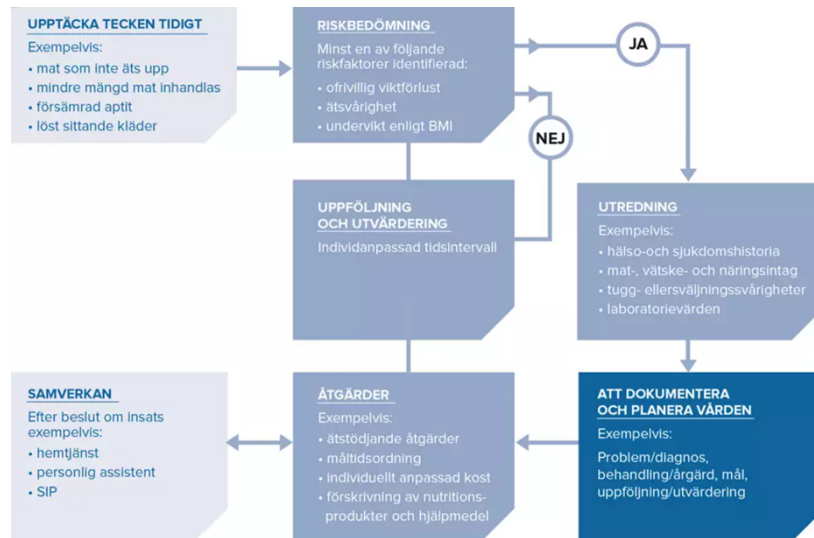 UPPTÄCKA TECKEN TIDIGT
Exempelvis:
• mat som inte äts upp
• mindre mängd mat inhandlas
• försämrad aptit
• löst sittande kläder
RISKBEDÖMNING
Minst en av följande
riskfaktorer identifierad:
• ofrivillig viktförlust
• ätsvårighet
• undervikt enligt BMI
JA
NEJ
UPPFÖLJNING
OCH UTVÄRDERING
Individanpassad tidsintervall
UTREDNING
Exempelvis:
• hälso-och sjukdomshistoria
• mat-, vätske- och näringsintag
• tugg- ellersväljningssvårigheter
• laboratorievärden
SAMVERKAN
Efter beslut om insats
exempelvis:
• hemtjänst
• personlig assistent
• SIP
ÅTGÄRDER
Exempelvis:
• ätstödjande åtgärder
• måltidsordning
• individuellt anpassad kost
• förskrivning av nutritions-
produkter och hjälpmedel
ATT DOKUMENTERA
OCH PLANERA VÅRDEN
Exempelvis:
Problem/diagnos,
behandling/årgärd, mål,
uppföljning/utvärdering